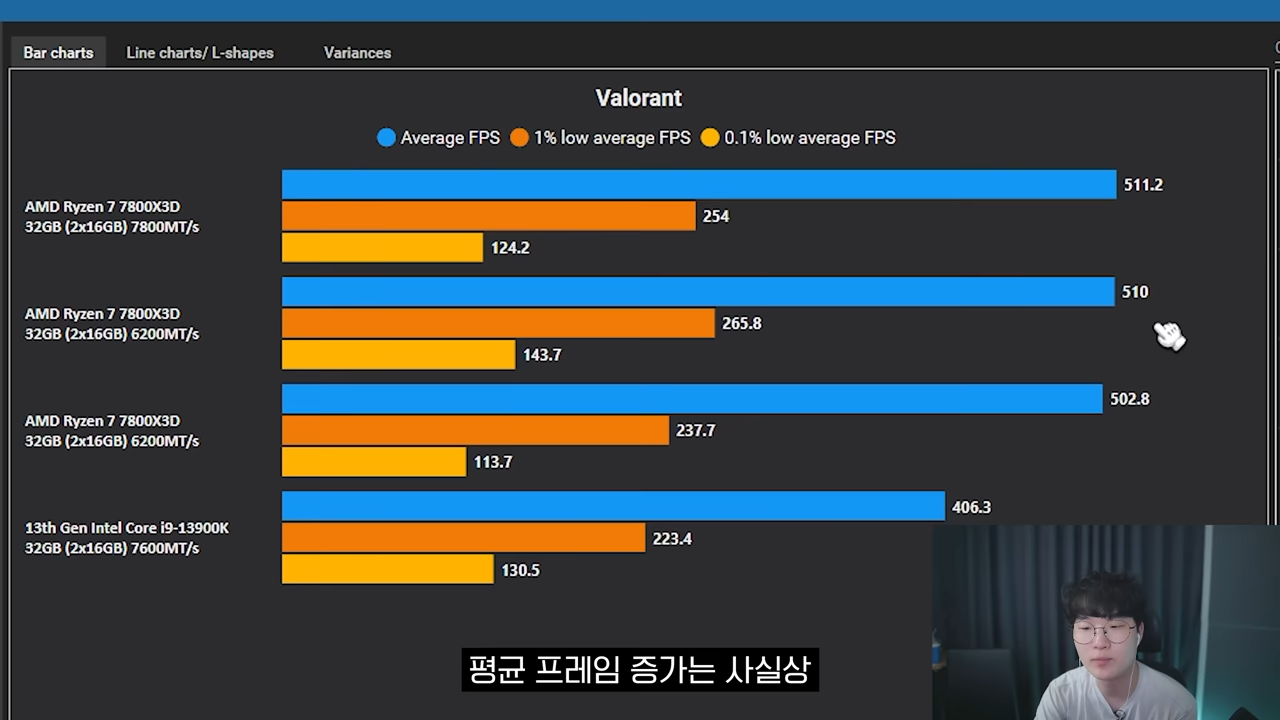 Bar charts
Line charts/ L-shapes
Variances
Valorant
Average FPS
1% low average FPS
0.1% low average FPS
AMD Ryzen 7 7800X3D
32GB (2x16GB) 7800MT/s
511.2
254
124.2
AMD Ryzen 7 7800X3D
32GB (2x16GB) 6200MT/s
510
265.8
143.7
AMD Ryzen 7 7800X3D
32GB (2x16GB) 6200MT/s
502.8
237.7
113.7
13th Gen Intel Core i9-13900K
32GB (2x16GB) 7600MT/s
406.3
223.4
130.5
평균 프레임 증가는 사실상